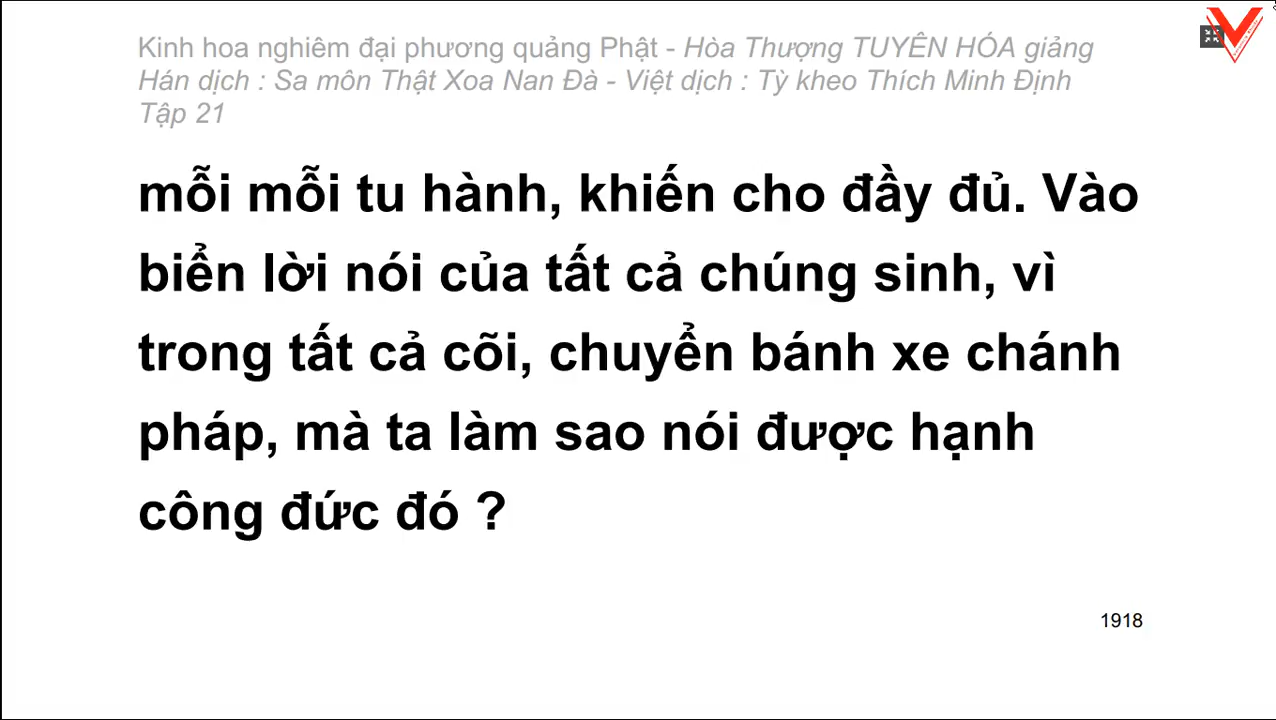 Kinh hoa nghiêm đại phương quảng Phật - Hòa Thượng TUYÊN HÓA giảng
Hán dịch : Sa môn Thật Xoa Nan Đà - Việt dịch : Tỳ kheo Thích Minh Định
Tập 21
mỗi mỗi tu hành, khiến cho đầy đủ. Vào
biển lời nói của tất cả chúng sinh, vì
trong tất cả cõi, chuyển bánh xe chánh
pháp, mà ta làm sao nói được hạnh
công đức đó ?
1918